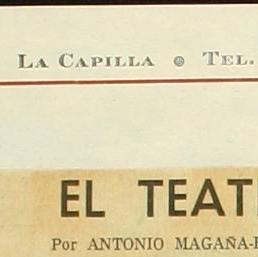 LA CAPILLA ® TEL.
EL TEAT
Por ANTONIO MAGAÑA-